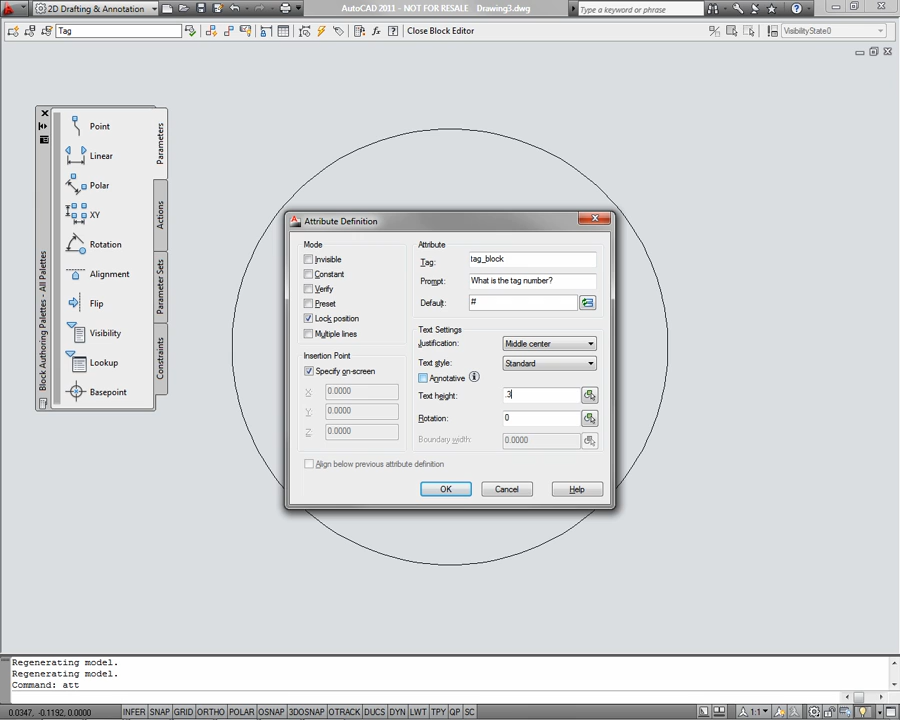 2D Drafting & Annotation
AutoCAD 2011 - NOT FOR RESALE Drawing3.dwg
Type a keyword or phrase
Tag
Close Block Editor
VisibilityState0
Block Authoring Palettes - All Palettes
Point
Linear
Polar
XY
Rotation
Alignment
Flip
Visibility
Lookup
Basepoint
Parameters
Actions
Parameter Sets
Constraints
Attribute Definition
Mode
Invisible
Constant
Verify
Preset
Lock position
Multiple lines
Attribute
Tag: tag_block
Prompt: What is the tag number?
Default: #
Insertion Point
Specify on-screen
X 0.0000
Y 0.0000
Z 0.0000
Text Settings
Justification: Middle center
Text style: Standard
Annotative
Text height: .3
Rotation: 0
Boundary width: 0.0000
Align below previous attribute definition
OK Cancel Help
Regenerating model.
Regenerating model.
Command: att
0.0347, -0.1192, 0.0000 INFER SNAP GRID ORTHO POLAR OSNAP 3DOSNAP OTRACK DUCS DYN LWT TPY QP SC 1:1